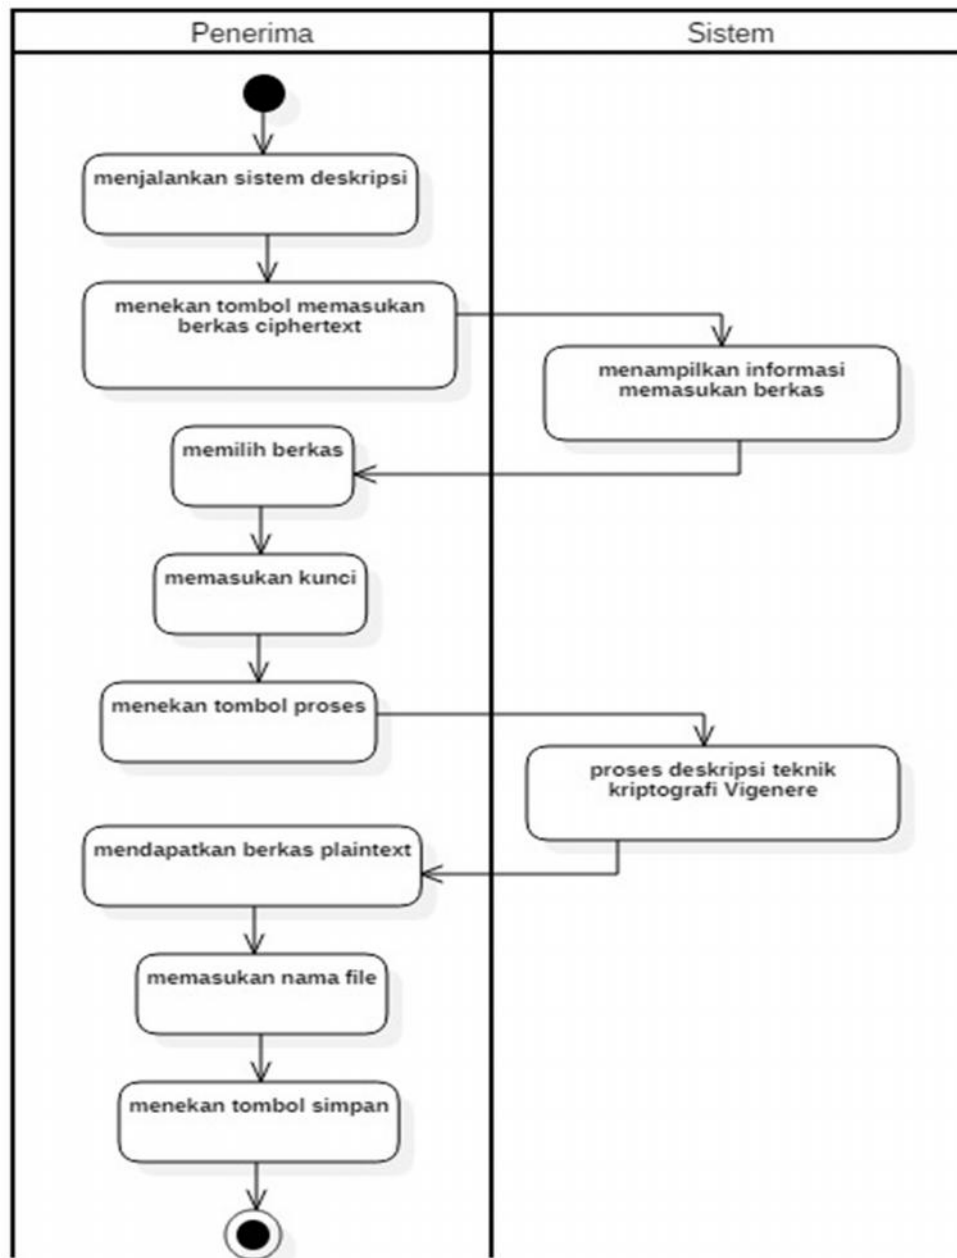 Penerima
Sistem
menjalankan sistem deskripsi
menekan tombol memasukan
berkas ciphertext
menampilkan informasi
memasukan berkas
memilih berkas
memasukan kunci
menekan tombol proses
proses deskripsi teknik
kriptografi Vigenere
mendapatkan berkas plaintext
memasukan nama file
menekan tombol simpan